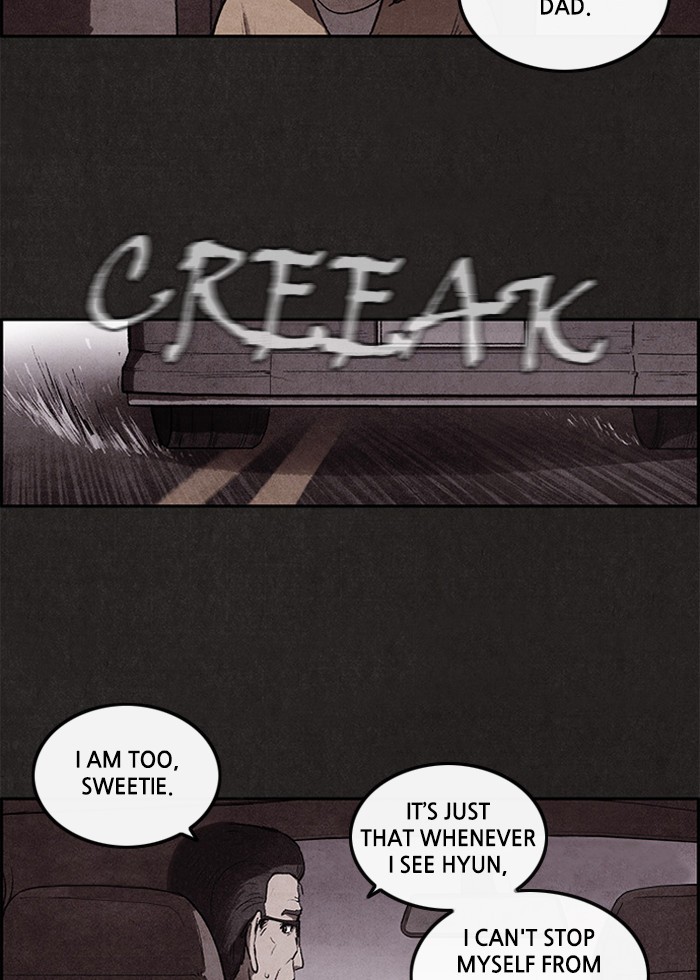 DAD.
CREEAK
I AM TOO,
SWEETIE.
IT'S JUST
THAT WHENEVER
I SEE HYUN,
I CAN'T STOP
MYSELF FROM